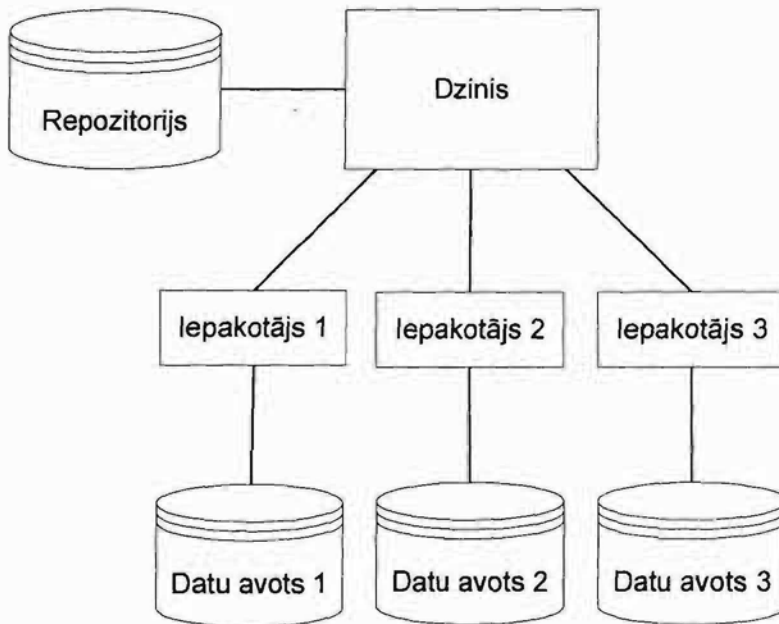 Dzinis
Repozitorijs
Iepakotājs 1
Iepakotājs 2
Iepakotājs 3
Datu avots 1
Datu avots 2
Datu avots 3